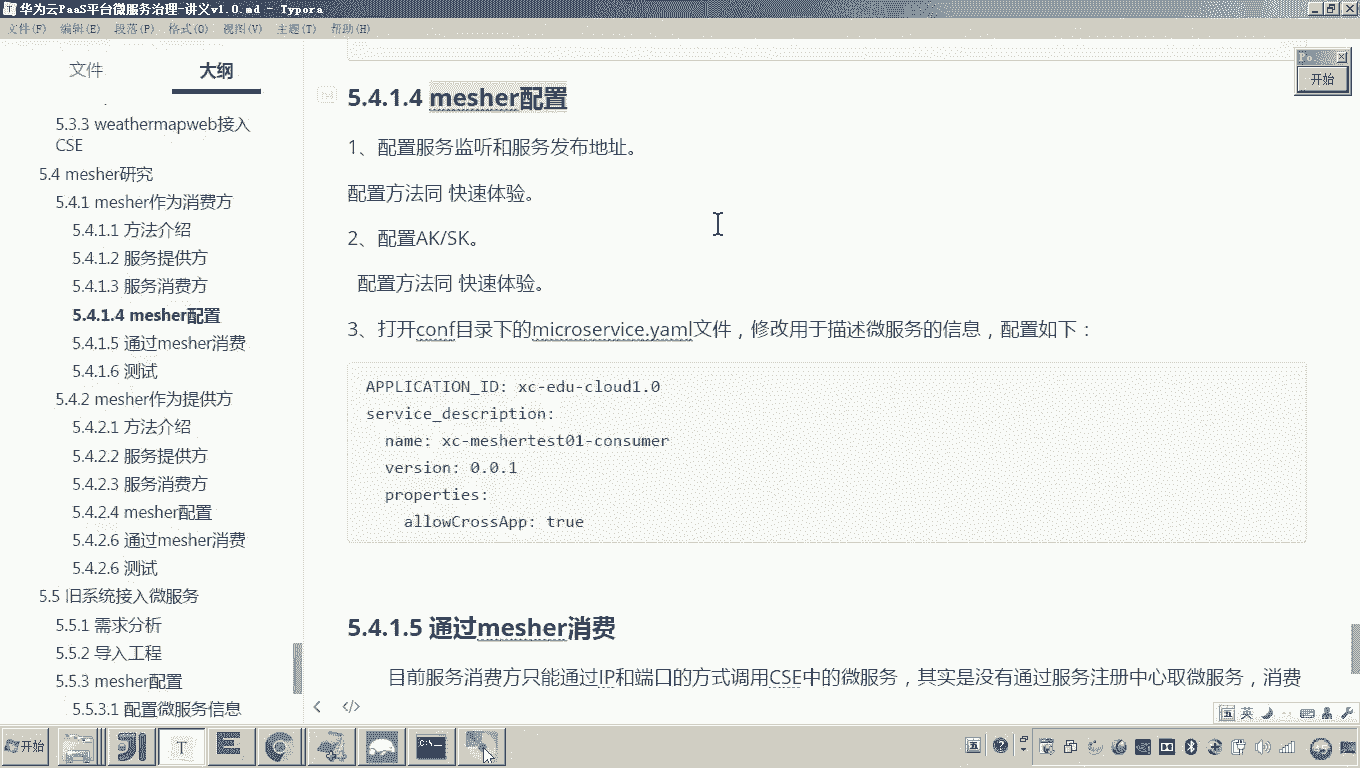 华为云PaaS平台微服务治理-讲义v1.0.md - Typora
文件(F) 编辑(E) 段落(P) 格式(O) 视图(V) 主题(T) 帮助(H)
文件 大纲
5.3.3 weathermapweb接入
CSE
5.4 mesher研究
5.4.1 mesher作为消费方
5.4.1.1 方法介绍
5.4.1.2 服务提供方
5.4.1.3 服务消费方
5.4.1.4 mesher配置
5.4.1.5 通过mesher消费
5.4.1.6 测试
5.4.2 mesher作为提供方
5.4.2.1 方法介绍
5.4.2.2 服务提供方
5.4.2.3 服务消费方
5.4.2.4 mesher配置
5.4.2.6 通过mesher消费
5.4.2.6 测试
5.5 旧系统接入微服务
5.5.1 需求分析
5.5.2 导入工程
5.5.3 mesher配置
5.5.3.1 配置微服务信息
5.4.1.4 mesher配置
1、配置服务监听和服务发布地址。
配置方法同 快速体验。
2、配置AK/SK。
配置方法同 快速体验。
3、打开conf目录下的microservice.yaml文件，修改用于描述微服务的信息，配置如下：
APPLICATION_ID: xc-edu-cloud1.0
service_description:
name: xc-meshertest01-consumer
version: 0.0.1
properties:
allowCrossApp: true
5.4.1.5 通过mesher消费
目前服务消费方只能通过IP和端口的方式调用CSE中的微服务，其实是没有通过服务注册中心取微服务，消费
开始
英
开始